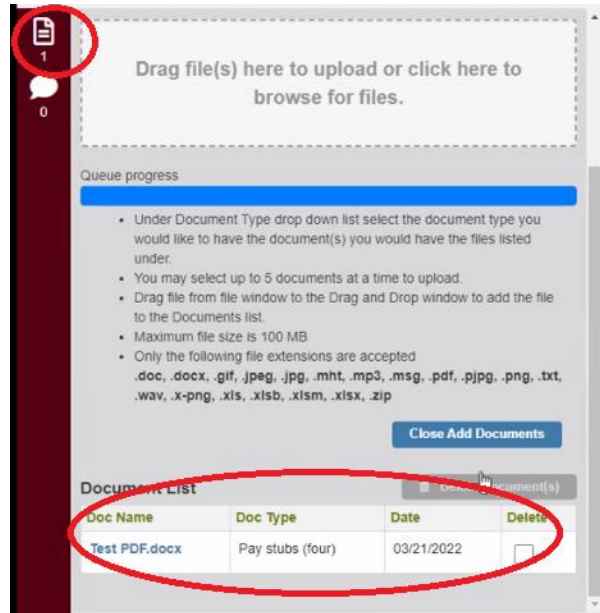 1
0
Drag file(s) here to upload or click here to
browse for files.
Queue progress
Under Document Type drop down list select the document type you
would like to have the document(s) you would have the files listed
under.
You may select up to 5 documents at a time to upload.
Drag file from file window to the Drag and Drop window to add the file
to the Documents list.
Maximum file size is 100 MB
Only the following file extensions are accepted
.doc, .docx, .gif, .jpeg, .jpg, .mht, .mp3, .msg, .pdf, .pjpg, .png, .txt,
.wav, .x-png, .xls, .xlsb, .xlsm, .xlsx, .zip
Close Add Documents
Document List
Doc Name Doc Type Date Delete
Test PDF.docx Pay stubs (four) 03/21/2022